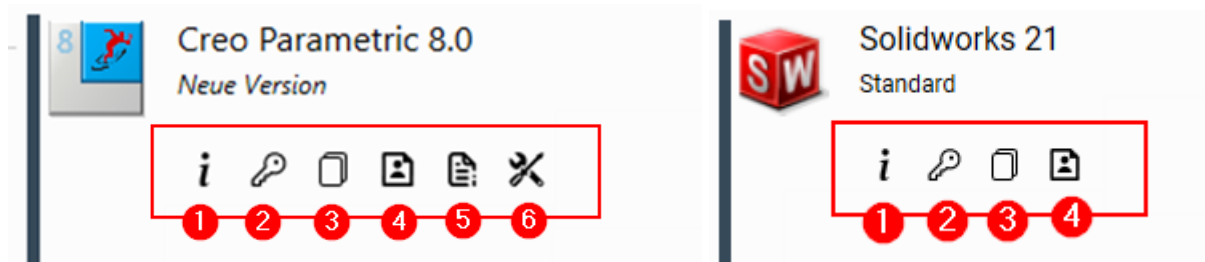 8
Creo Parametric 8.0
Neue Version
i
1 2 3 4 5 6
SW
Solidworks 21
Standard
i
1 2 3 4